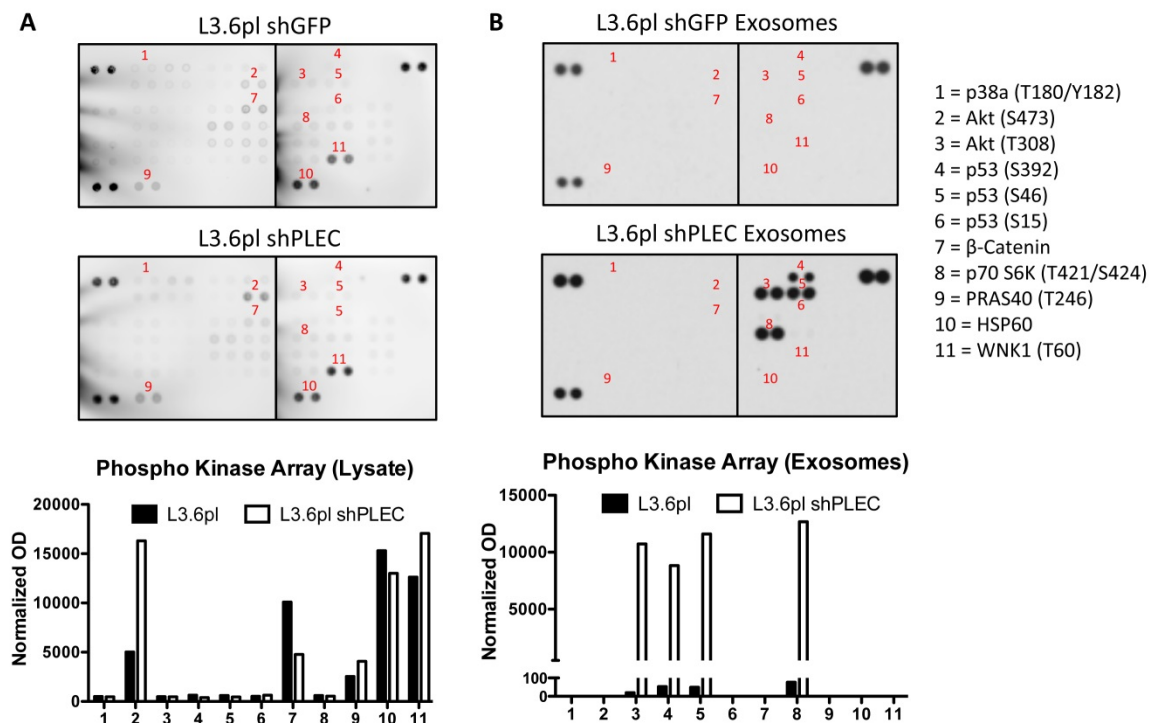 A
L3.6pl shGFP
1
4
2
3
5
7
6
8
11
9
10
L3.6pl shPLEC
1
4
2
3
5
7
5
8
11
9
10
Phospho Kinase Array (Lysate)
L3.6pl
L3.6pl shPLEC
Normalized OD
20000
15000
10000
5000
0
1 2 3 4 5 6 7 8 9 10 11
B
L3.6pl shGFP Exosomes
1
4
2
3
5
7
6
8
11
9
10
L3.6pl shPLEC Exosomes
1
4
2
3
5
7
6
8
11
9
10
Phospho Kinase Array (Exosomes)
L3.6pl
L3.6pl shPLEC
Normalized OD
15000
10000
5000
100
0
1 2 3 4 5 6 7 8 9 10 11
1 = p38a (T180/Y182)
2 = Akt (S473)
3 = Akt (T308)
4 = p53 (S392)
5 = p53 (S46)
6 = p53 (S15)
7 = β-Catenin
8 = p70 S6K (T421/S424)
9 = PRAS40 (T246)
10 = HSP60
11 = WNK1 (T60)